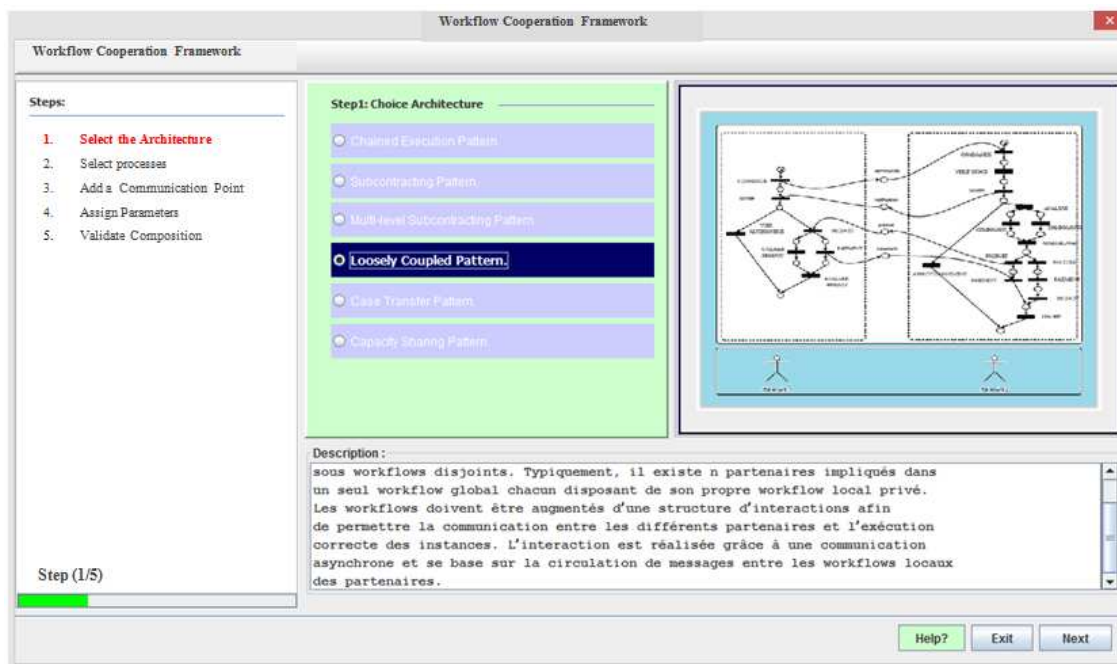 Workflow Cooperation Framework
Workflow Cooperation Framework
Steps:
1. Select the Architecture
2. Select processes
3. Add a Communication Point
4. Assign Parameters
5. Validate Composition
Step (1/5)
Step1: Choice Architecture
Chained Execution Pattern.
Subcontracting Pattern.
Multi-level Subcontracting Pattern.
Loosely Coupled Pattern.
Case Transfer Pattern.
Capacity Sharing Pattern.
Description :
sous workflows disjoints. Typiquement, il existe n partenaires impliqués dans
un seul workflow global chacun disposant de son propre workflow local privé.
Les workflows doivent être augmentés d'une structure d'interactions afin
de permettre la communication entre les différents partenaires et l'exécution
correcte des instances. L'interaction est réalisée grâce à une communication
asynchrone et se base sur la circulation de messages entre les workflows locaux
des partenaires.
Help?
Exit
Next